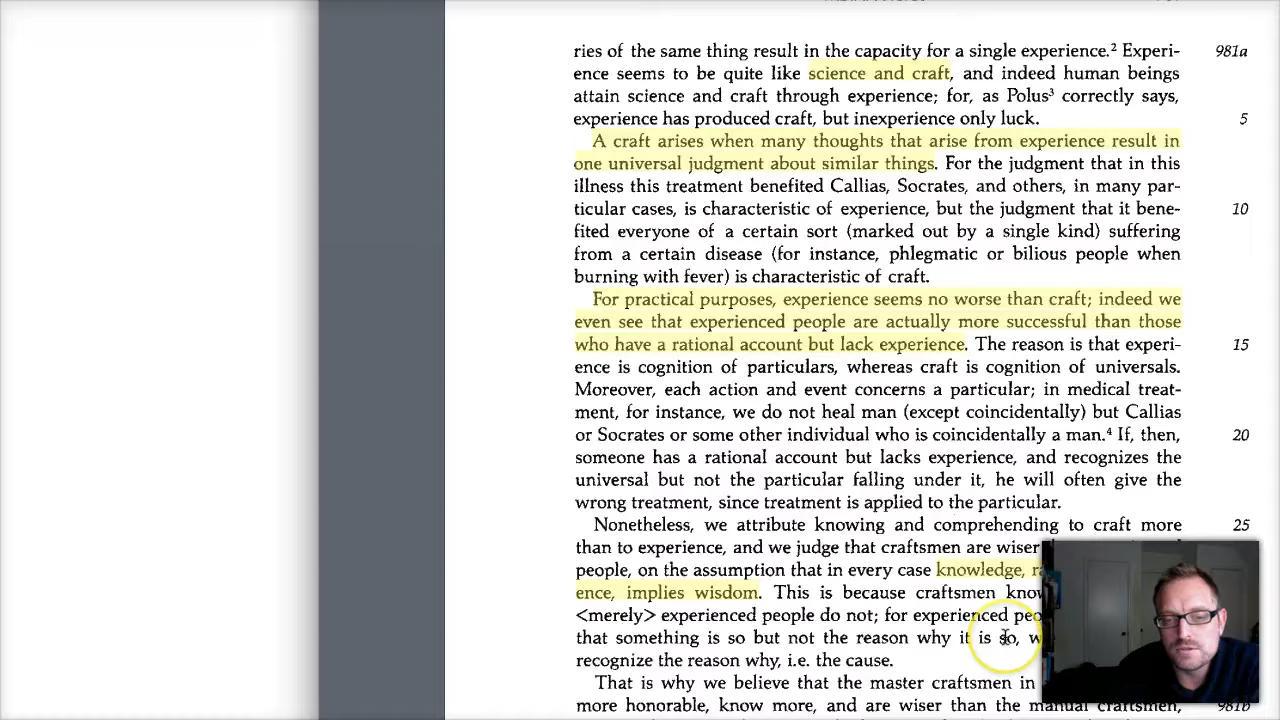 ries of the same thing result in the capacity for a single experience.² Experi- 981a
ence seems to be quite like science and craft, and indeed human beings
attain science and craft through experience; for, as Polus³ correctly says,
experience has produced craft, but inexperience only luck. 5
A craft arises when many thoughts that arise from experience result in
one universal judgment about similar things. For the judgment that in this
illness this treatment benefited Callias, Socrates, and others, in many par-
ticular cases, is characteristic of experience, but the judgment that it bene- 10
fited everyone of a certain sort (marked out by a single kind) suffering
from a certain disease (for instance, phlegmatic or bilious people when
burning with fever) is characteristic of craft.
For practical purposes, experience seems no worse than craft; indeed we
even see that experienced people are actually more successful than those
who have a rational account but lack experience. The reason is that experi- 15
ence is cognition of particulars, whereas craft is cognition of universals.
Moreover, each action and event concerns a particular; in medical treat-
ment, for instance, we do not heal man (except coincidentally) but Callias
or Socrates or some other individual who is coincidentally a man.⁴ If, then, 20
someone has a rational account but lacks experience, and recognizes the
universal but not the particular falling under it, he will often give the
wrong treatment, since treatment is applied to the particular.
Nonetheless, we attribute knowing and comprehending to craft more 25
than to experience, and we judge that craftsmen are wiser
people, on the assumption that in every case knowledge,
ence, implies wisdom. This is because craftsmen
<merely> experienced people do not; for experienced
that something is so but not the reason why it is so,
recognize the reason why, i.e. the cause.
That is why we believe that the master craftsmen in
more honorable, know more, and are wiser than the manual craftsmen, 981b